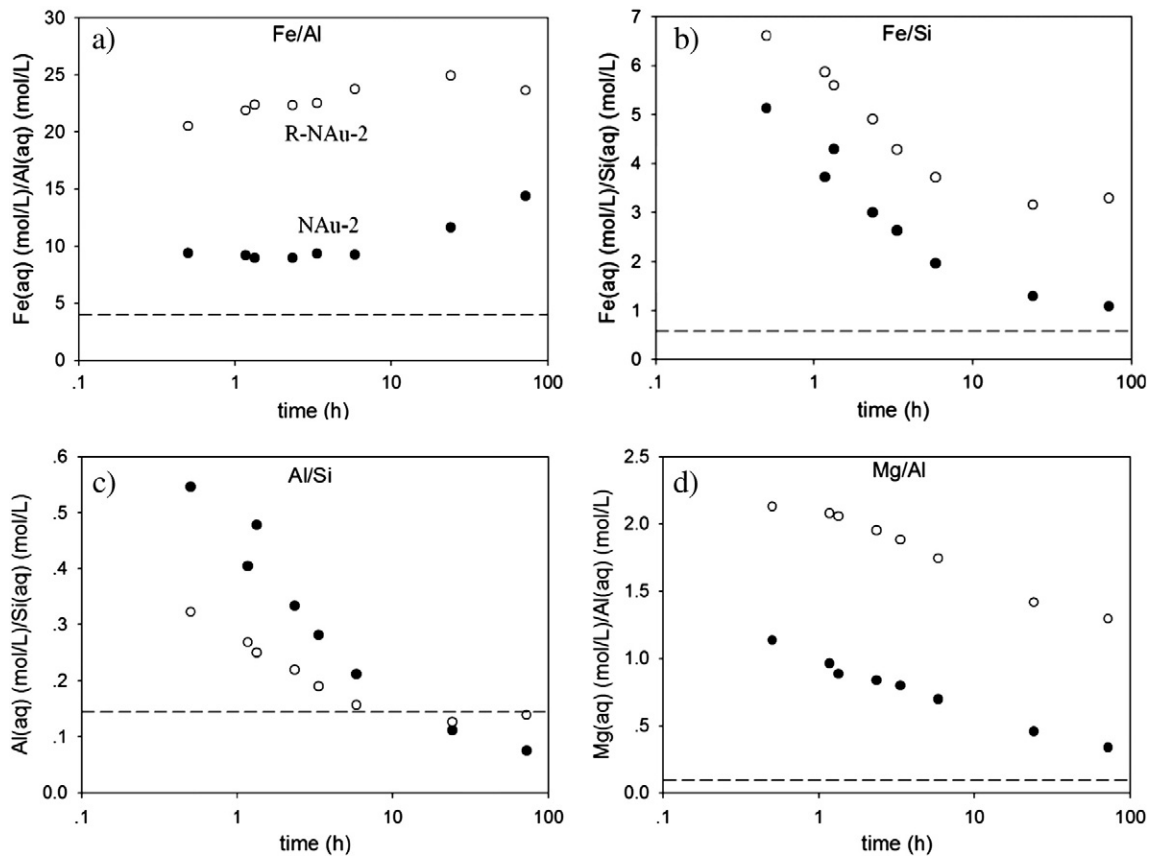 a)
Fe/Al
Fe(aq) (mol/L)/Al(aq) (mol/L)
30
25
20
15
10
5
0
R-NAu-2
NAu-2
.1
1
10
100
time (h)
b)
Fe/Si
Fe(aq) (mol/L)/Si(aq) (mol/L)
7
6
5
4
3
2
1
0
0.1
1
10
100
time (h)
c)
Al/Si
Al(aq) (mol/L)/Si(aq) (mol/L)
.6
.5
.4
.3
.2
.1
0.0
.1
1
10
100
time (h)
d)
Mg/Al
Mg(aq) (mol/L)/Al(aq) (mol/L)
2.5
2.0
1.5
1.0
.5
0.0
.1
1
10
100
time (h)